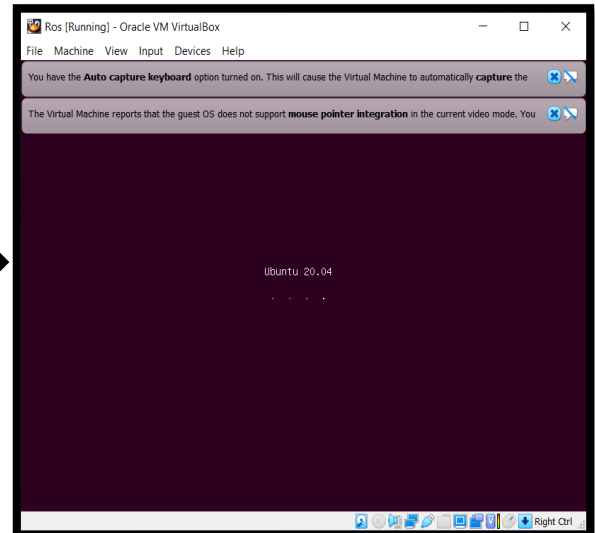 Ros [Running] - Oracle VM VirtualBox
File Machine View Input Devices Help
You have the Auto capture keyboard option turned on. This will cause the Virtual Machine to automatically capture the
The Virtual Machine reports that the guest OS does not support mouse pointer integration in the current video mode. You
Ubuntu 20.04
Right Ctrl